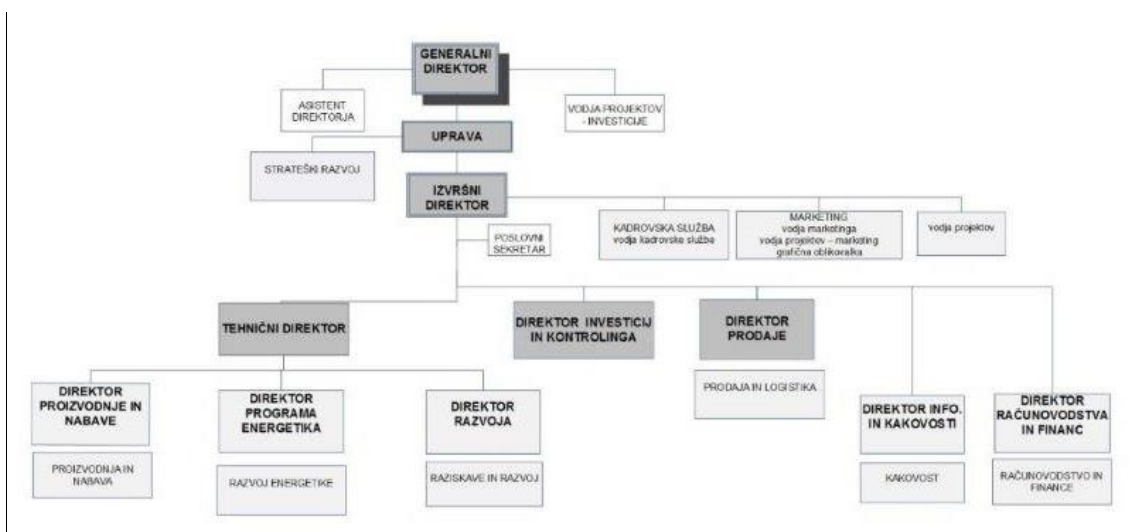 GENERALNI
DIREKTOR
ASISTENT
DIREKTORJA
VODJA PROJEKTOV
- INVESTICIJE
UPRAVA
STRATEŠKI RAZVOJ
IZVRŠNI
DIREKTOR
POSLOVNI
SEKRETAR
KADROVSKA SLUŽBA
vodja kadrovske službe
MARKETING
vodja marketinga
vodja projektov – marketing
grafična oblikovalka
vodja projektov
TEHNIČNI DIREKTOR
DIREKTOR INVESTICIJ
IN KONTROLINGA
DIREKTOR
PRODAJE
PRODAJA IN LOGISTIKA
DIREKTOR
PROIZVODNJE IN
NABAVE
PROIZVODNJA IN
NABAVA
DIREKTOR
PROGRAMA
ENERGETIKA
RAZVOJ ENERGETIKE
DIREKTOR
RAZVOJA
RAZISKAVE IN RAZVOJ
DIREKTOR INFO.
IN KAKOVOSTI
KAKOVOST
DIREKTOR
RAČUNOVODSTVA
IN FINANC
RAČUNOVODSTVO IN
FINANCE